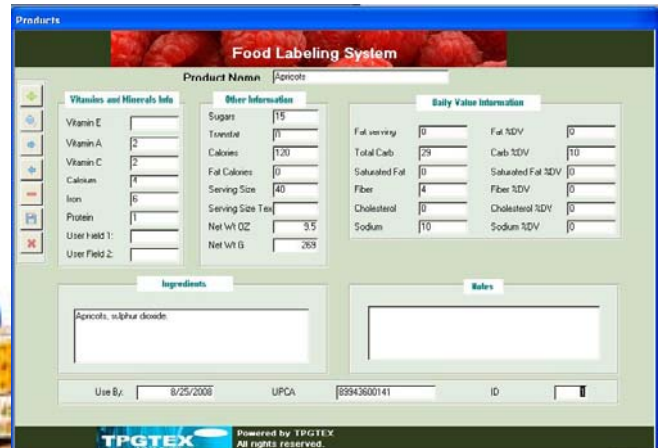 Products
Food Labeling System
Product Name Apricots
Vitamins and Minerals Info
Vitamin E
Vitamin A 2
Vitamin C 2
Calcium 4
Iron 6
Protein 1
User Field 1:
User Field 2:
Other Information
Sugars 15
Transfat 0
Calories 120
Fat Calories 0
Serving Size 40
Serving Size Tex
Net Wt OZ 9.5
Net Wt G 269
Daily Value Information
Fat serving 0 Fat %DV 0
Total Carb 29 Carb %DV 10
Saturated Fat 0 Saturated Fat %DV 0
Fiber 4 Fiber %DV 0
Cholesterol 0 Cholesterol %DV 0
Sodium 10 Sodium %DV 0
Ingredients
Apricots, sulphur dioxide.
Notes
Use By: 8/25/2008 UPCA 89943600141 ID 1
TPGTEX Powered by TPGTEX
All rights reserved.